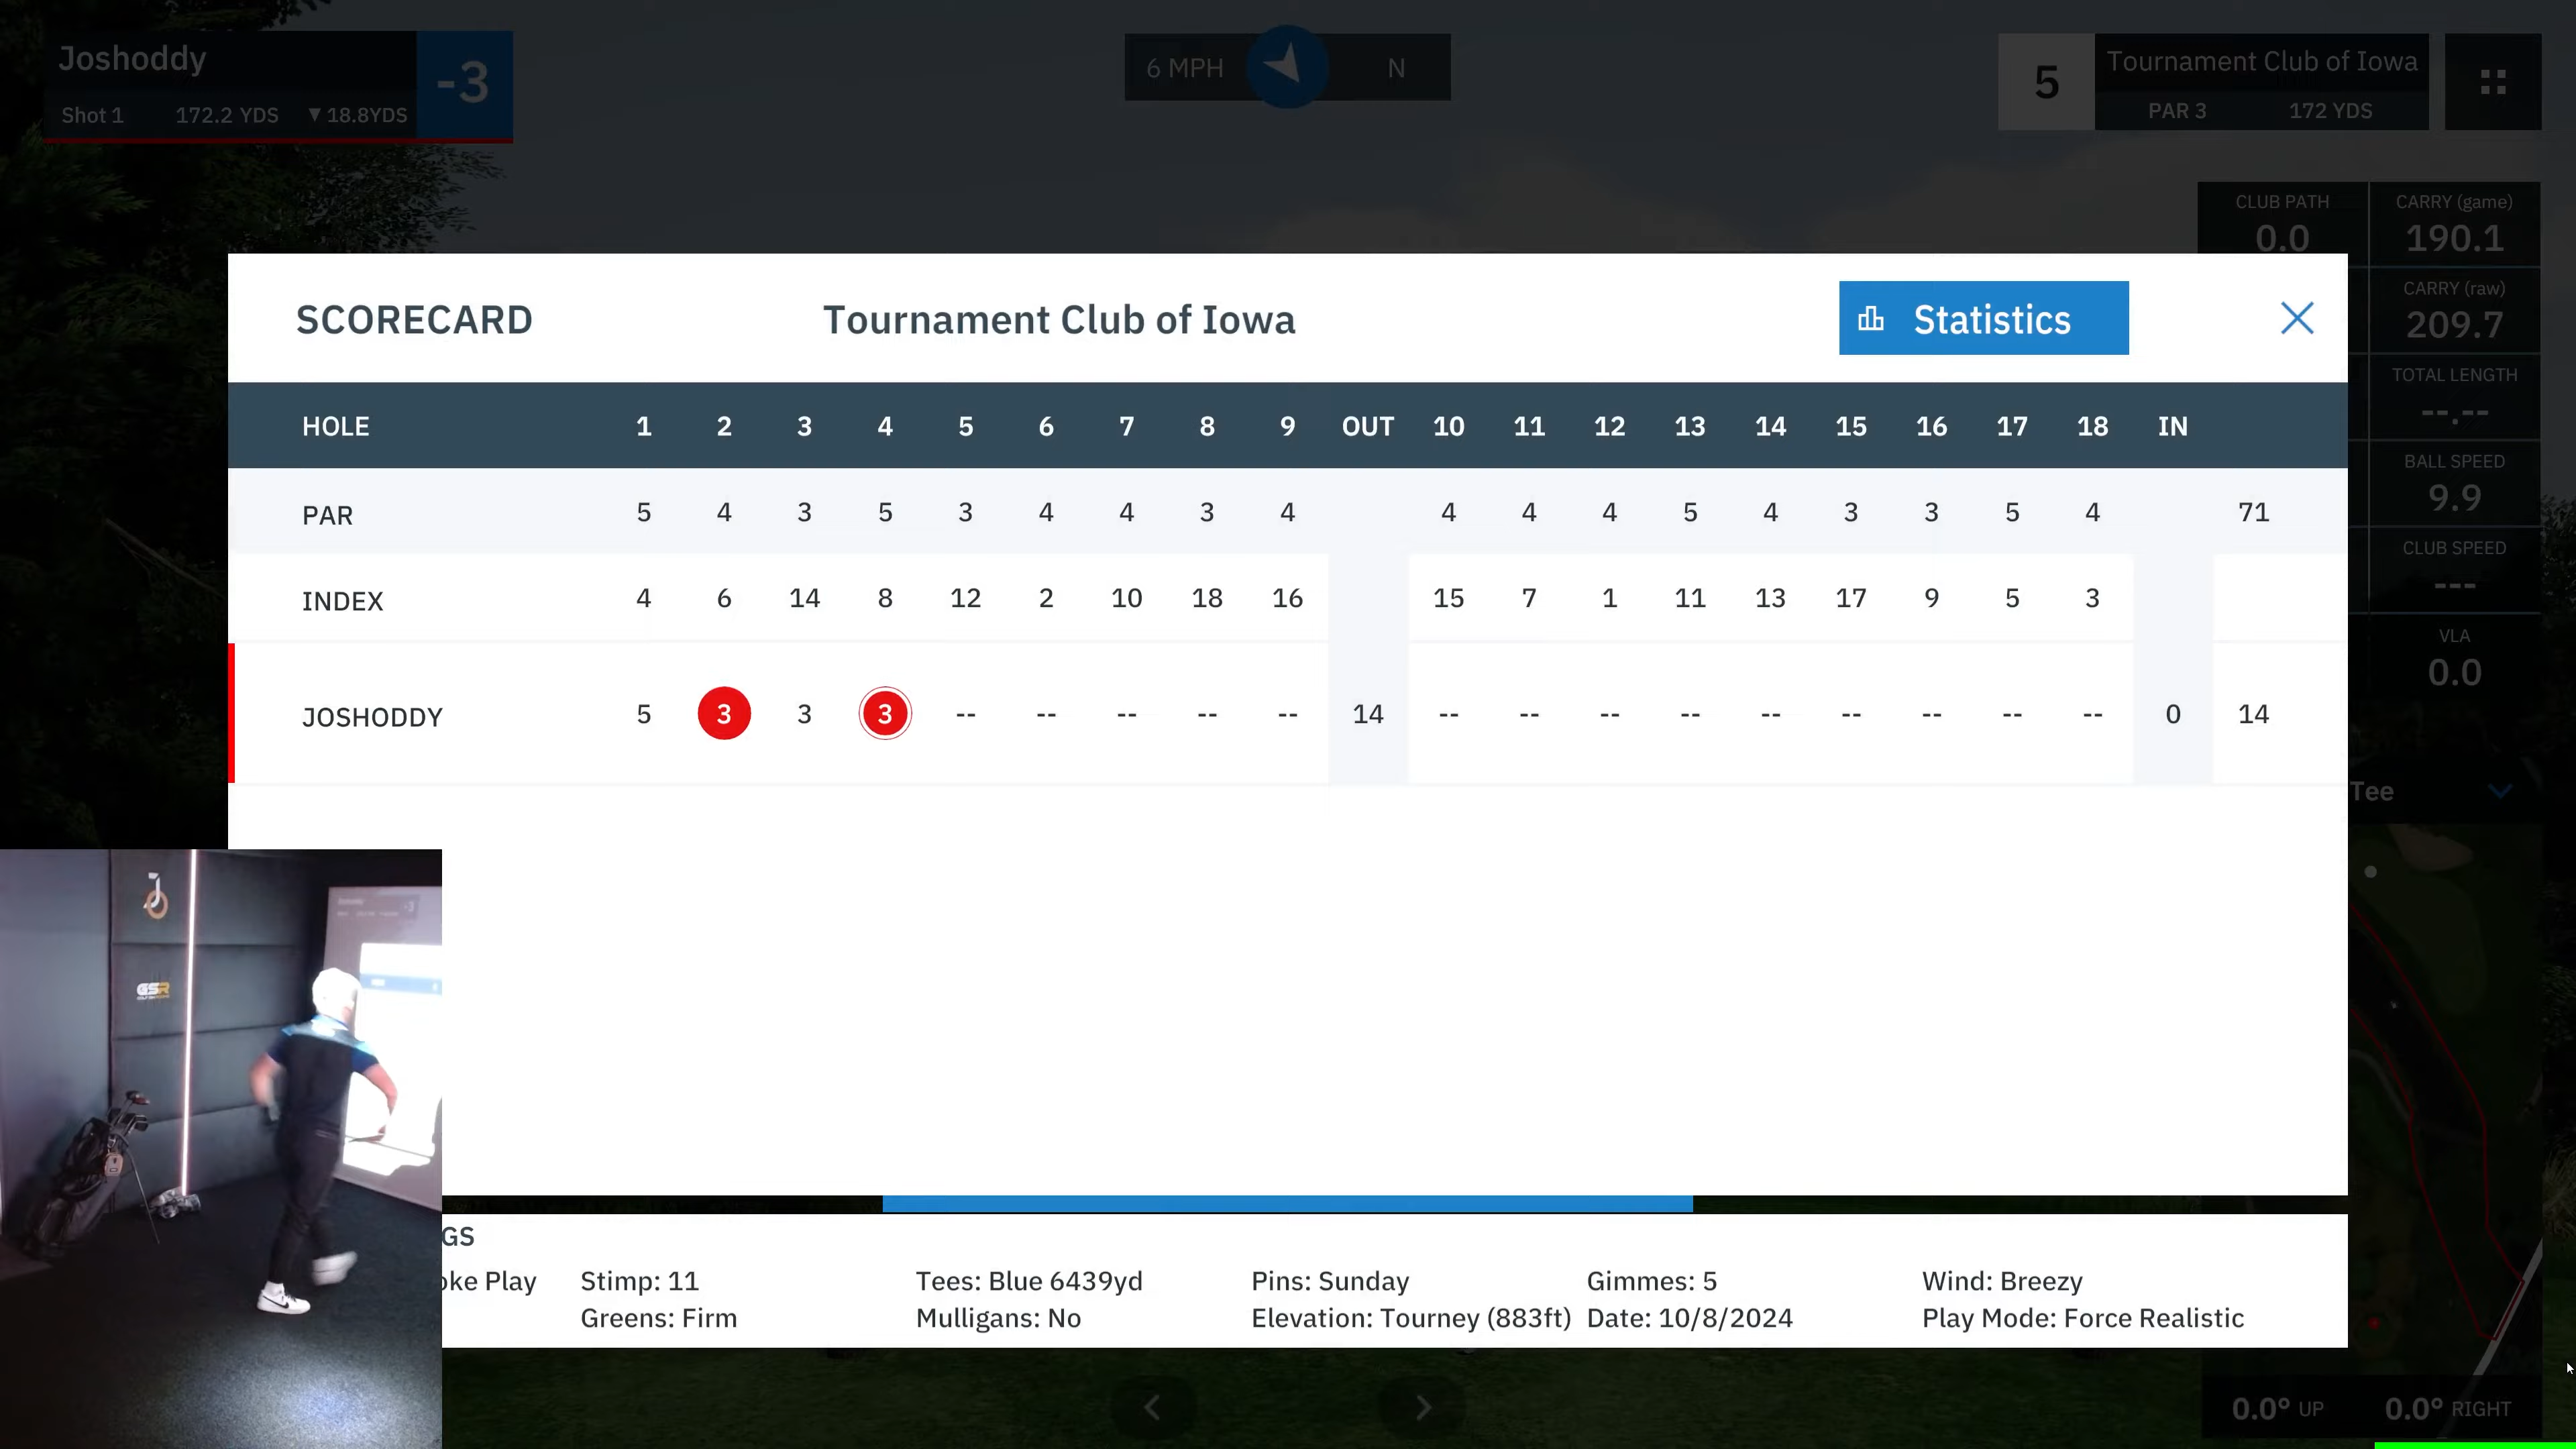 Joshoddy
-3
Shot 1 172.2 YDS ▼18.8YDS
6 MPH N
5
Tournament Club of Iowa
PAR 3 172 YDS
CLUB PATH
0.0
CARRY (game)
190.1
CARRY (raw)
209.7
TOTAL LENGTH
--.--
BALL SPEED
9.9
CLUB SPEED
---
VLA
0.0
Tee
SCORECARD Tournament Club of Iowa Statistics
HOLE 1 2 3 4 5 6 7 8 9 OUT 10 11 12 13 14 15 16 17 18 IN
PAR 5 4 3 5 3 4 4 3 4 4 4 4 5 4 3 3 5 4 71
INDEX 4 6 14 8 12 2 10 18 16 15 7 1 11 13 17 9 5 3
JOSHODDY 5 3 3 3 -- -- -- -- -- 14 -- -- -- -- -- -- -- -- -- 0 14
GSR
GS
oke Play Stimp: 11 Tees: Blue 6439yd Pins: Sunday Gimmes: 5 Wind: Breezy
Greens: Firm Mulligans: No Elevation: Tourney (883ft) Date: 10/8/2024 Play Mode: Force Realistic
0.0° UP 0.0° RIGHT